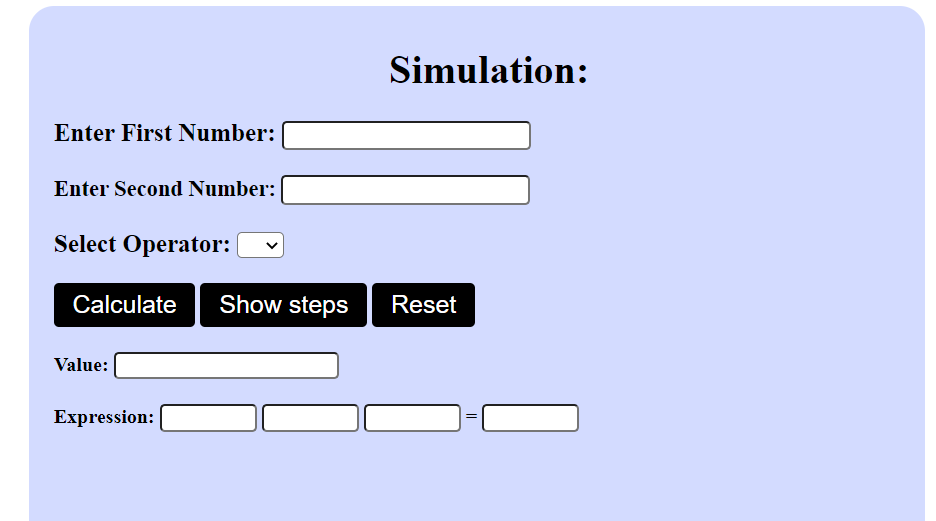 Simulation:
Enter First Number:
Enter Second Number:
Select Operator:
Calculate Show steps Reset
Value:
Expression: =